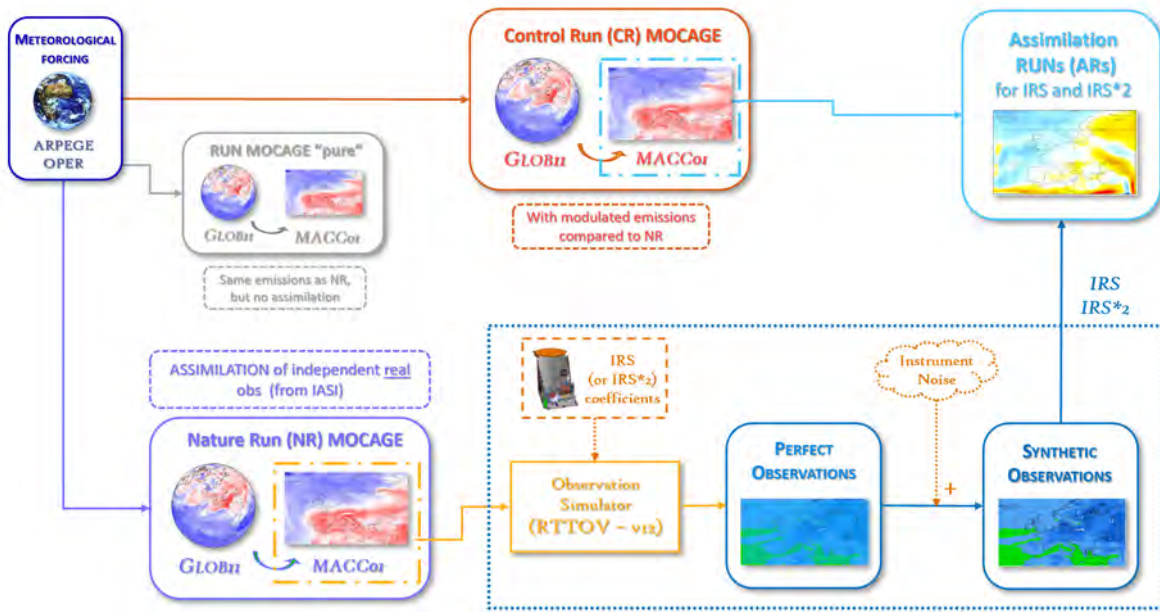 METEOROLOGICAL
FORCING
ARPEGE
OPER
Control Run (CR) MOCAGE
GLOB11
MACC01
With modulated emissions
compared to NR
Assimilation
RUNs (ARs)
for IRS and IRS*2
RUN MOCAGE "pure"
GLOB11
MACC01
Same emissions as NR,
but no assimilation
IRS
IRS*2
ASSIMILATION of independent real
obs (from IASI)
Nature Run (NR) MOCAGE
GLOB11
MACC01
IRS
(or IRS*2)
coefficients
Observation
Simulator
(RTTOV – v12)
PERFECT
OBSERVATIONS
Instrument
Noise
+
SYNTHETIC
OBSERVATIONS